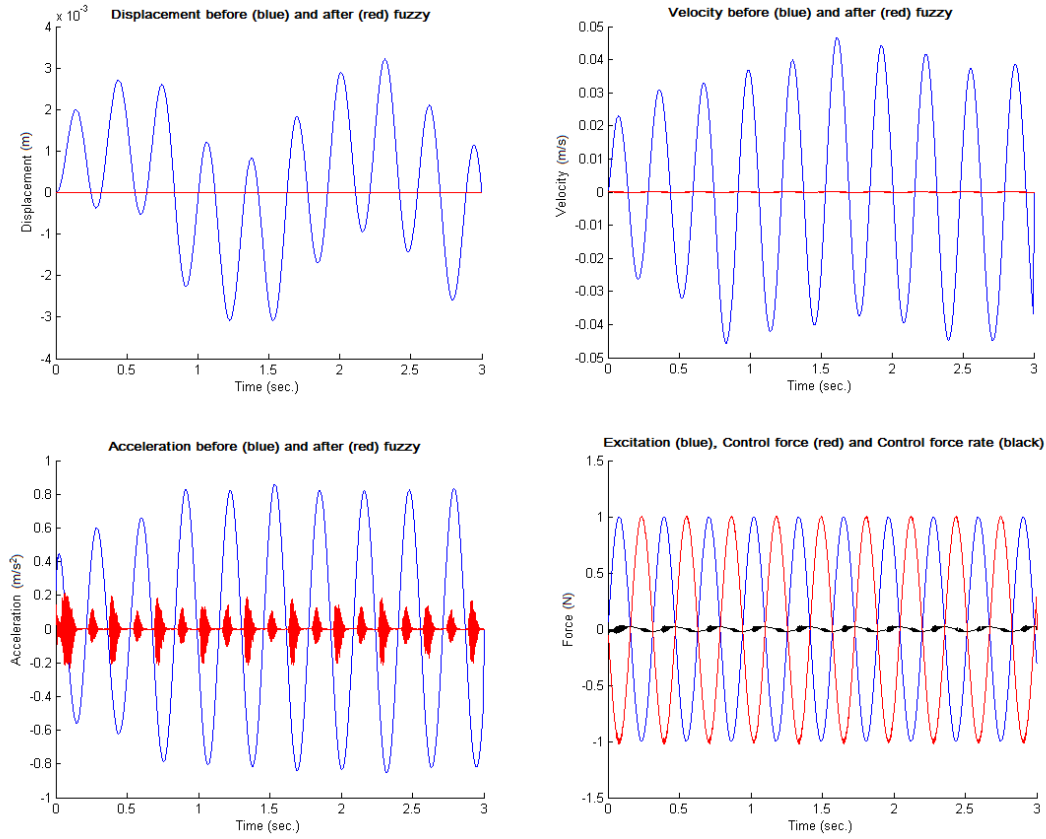 Displacement before (blue) and after (red) fuzzy
x 10⁻³
4
3
2
1
0
-1
-2
-3
-4
Displacement (m)
0 0.5 1 1.5 2 2.5 3
Time (sec.)
Velocity before (blue) and after (red) fuzzy
0.05
0.04
0.03
0.02
0.01
0
-0.01
-0.02
-0.03
-0.04
-0.05
Velocity (m/s)
0 0.5 1 1.5 2 2.5 3
Time (sec.)
Acceleration before (blue) and after (red) fuzzy
1
0.8
0.6
0.4
0.2
0
-0.2
-0.4
-0.6
-0.8
-1
Acceleration (m/s²)
0 0.5 1 1.5 2 2.5 3
Time (sec.)
Excitation (blue), Control force (red) and Control force rate (black)
1.5
1
0.5
0
-0.5
-1
-1.5
Force (N)
0 0.5 1 1.5 2 2.5 3
Time (sec.)